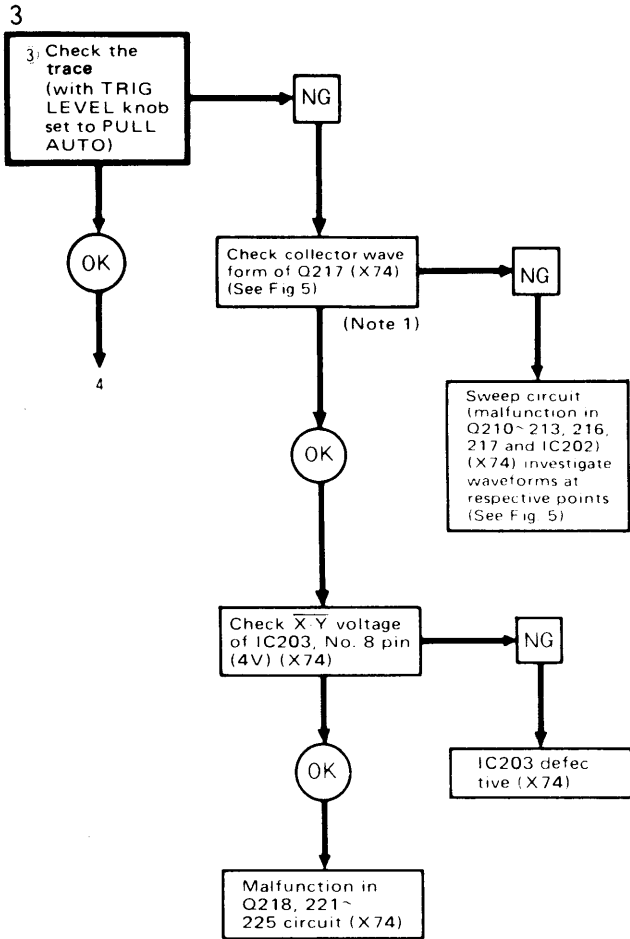 3
3) Check the
trace
(with TRIG
LEVEL knob
set to PULL
AUTO)
NG
OK
4
Check collector wave
form of Q217 (X74)
(See Fig 5)
(Note 1)
NG
Sweep circuit
(malfunction in
Q210~213, 216,
217 and IC202)
(X74) investigate
waveforms at
respective points
(See Fig. 5)
OK
Check X-Y voltage
of IC203, No. 8 pin
(4V) (X74)
NG
OK
IC203 defec
tive (X74)
Malfunction in
Q218, 221~
225 circuit (X74)